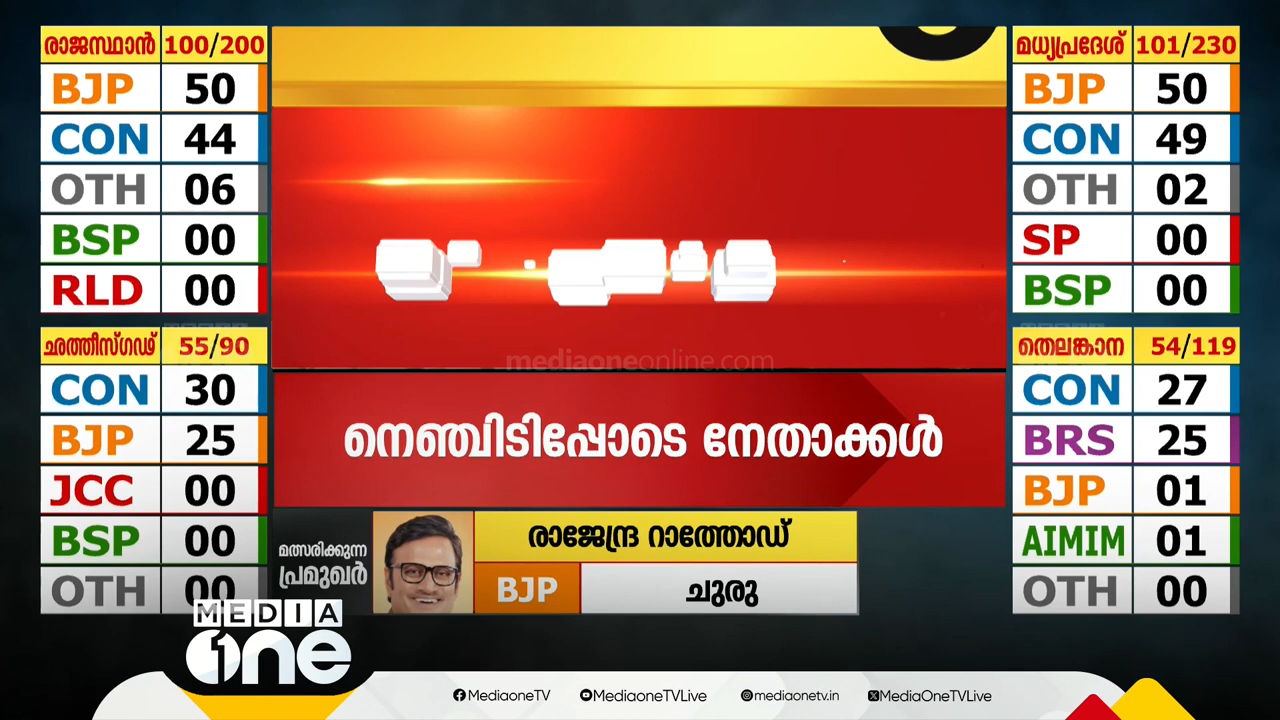 രാജസ്ഥാൻ 100/200
BJP 50
CON 44
OTH 06
BSP 00
RLD 00
ഛത്തീസ്ഗഢ് 55/90
CON 30
BJP 25
JCC 00
BSP 00
OTH 00
mediaoneonline.com
നെഞ്ചിടിപ്പോടെ നേതാക്കൾ
മത്സരിക്കുന്ന
പ്രമുഖർ
രാജേന്ദ്ര റാത്തോഡ്
BJP ചുരു
മധ്യപ്രദേശ് 101/230
BJP 50
CON 49
OTH 02
SP 00
BSP 00
തെലങ്കാന 54/119
CON 27
BRS 25
BJP 01
AIMIM 01
OTH 00
MEDIA
one
MediaoneTV MediaoneTVLive mediaonetv.in MediaOneTVLive